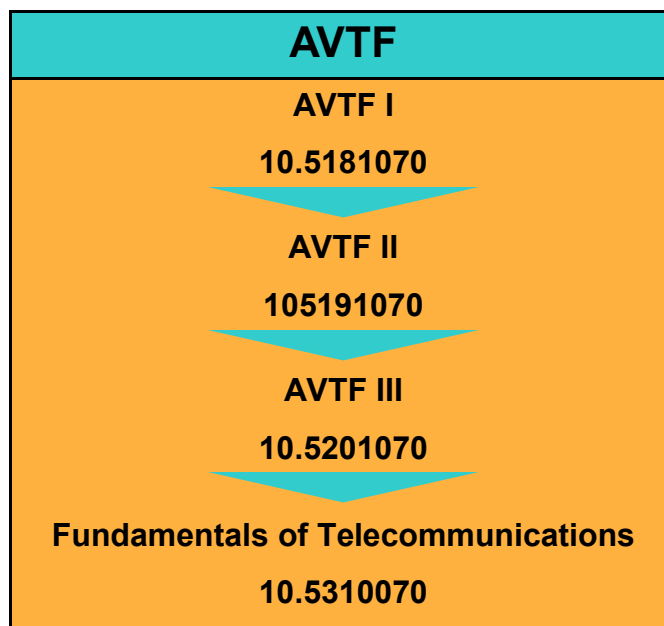 AVTF
AVTF I
10.5181070
AVTF II
105191070
AVTF III
10.5201070
Fundamentals of Telecommunications
10.5310070